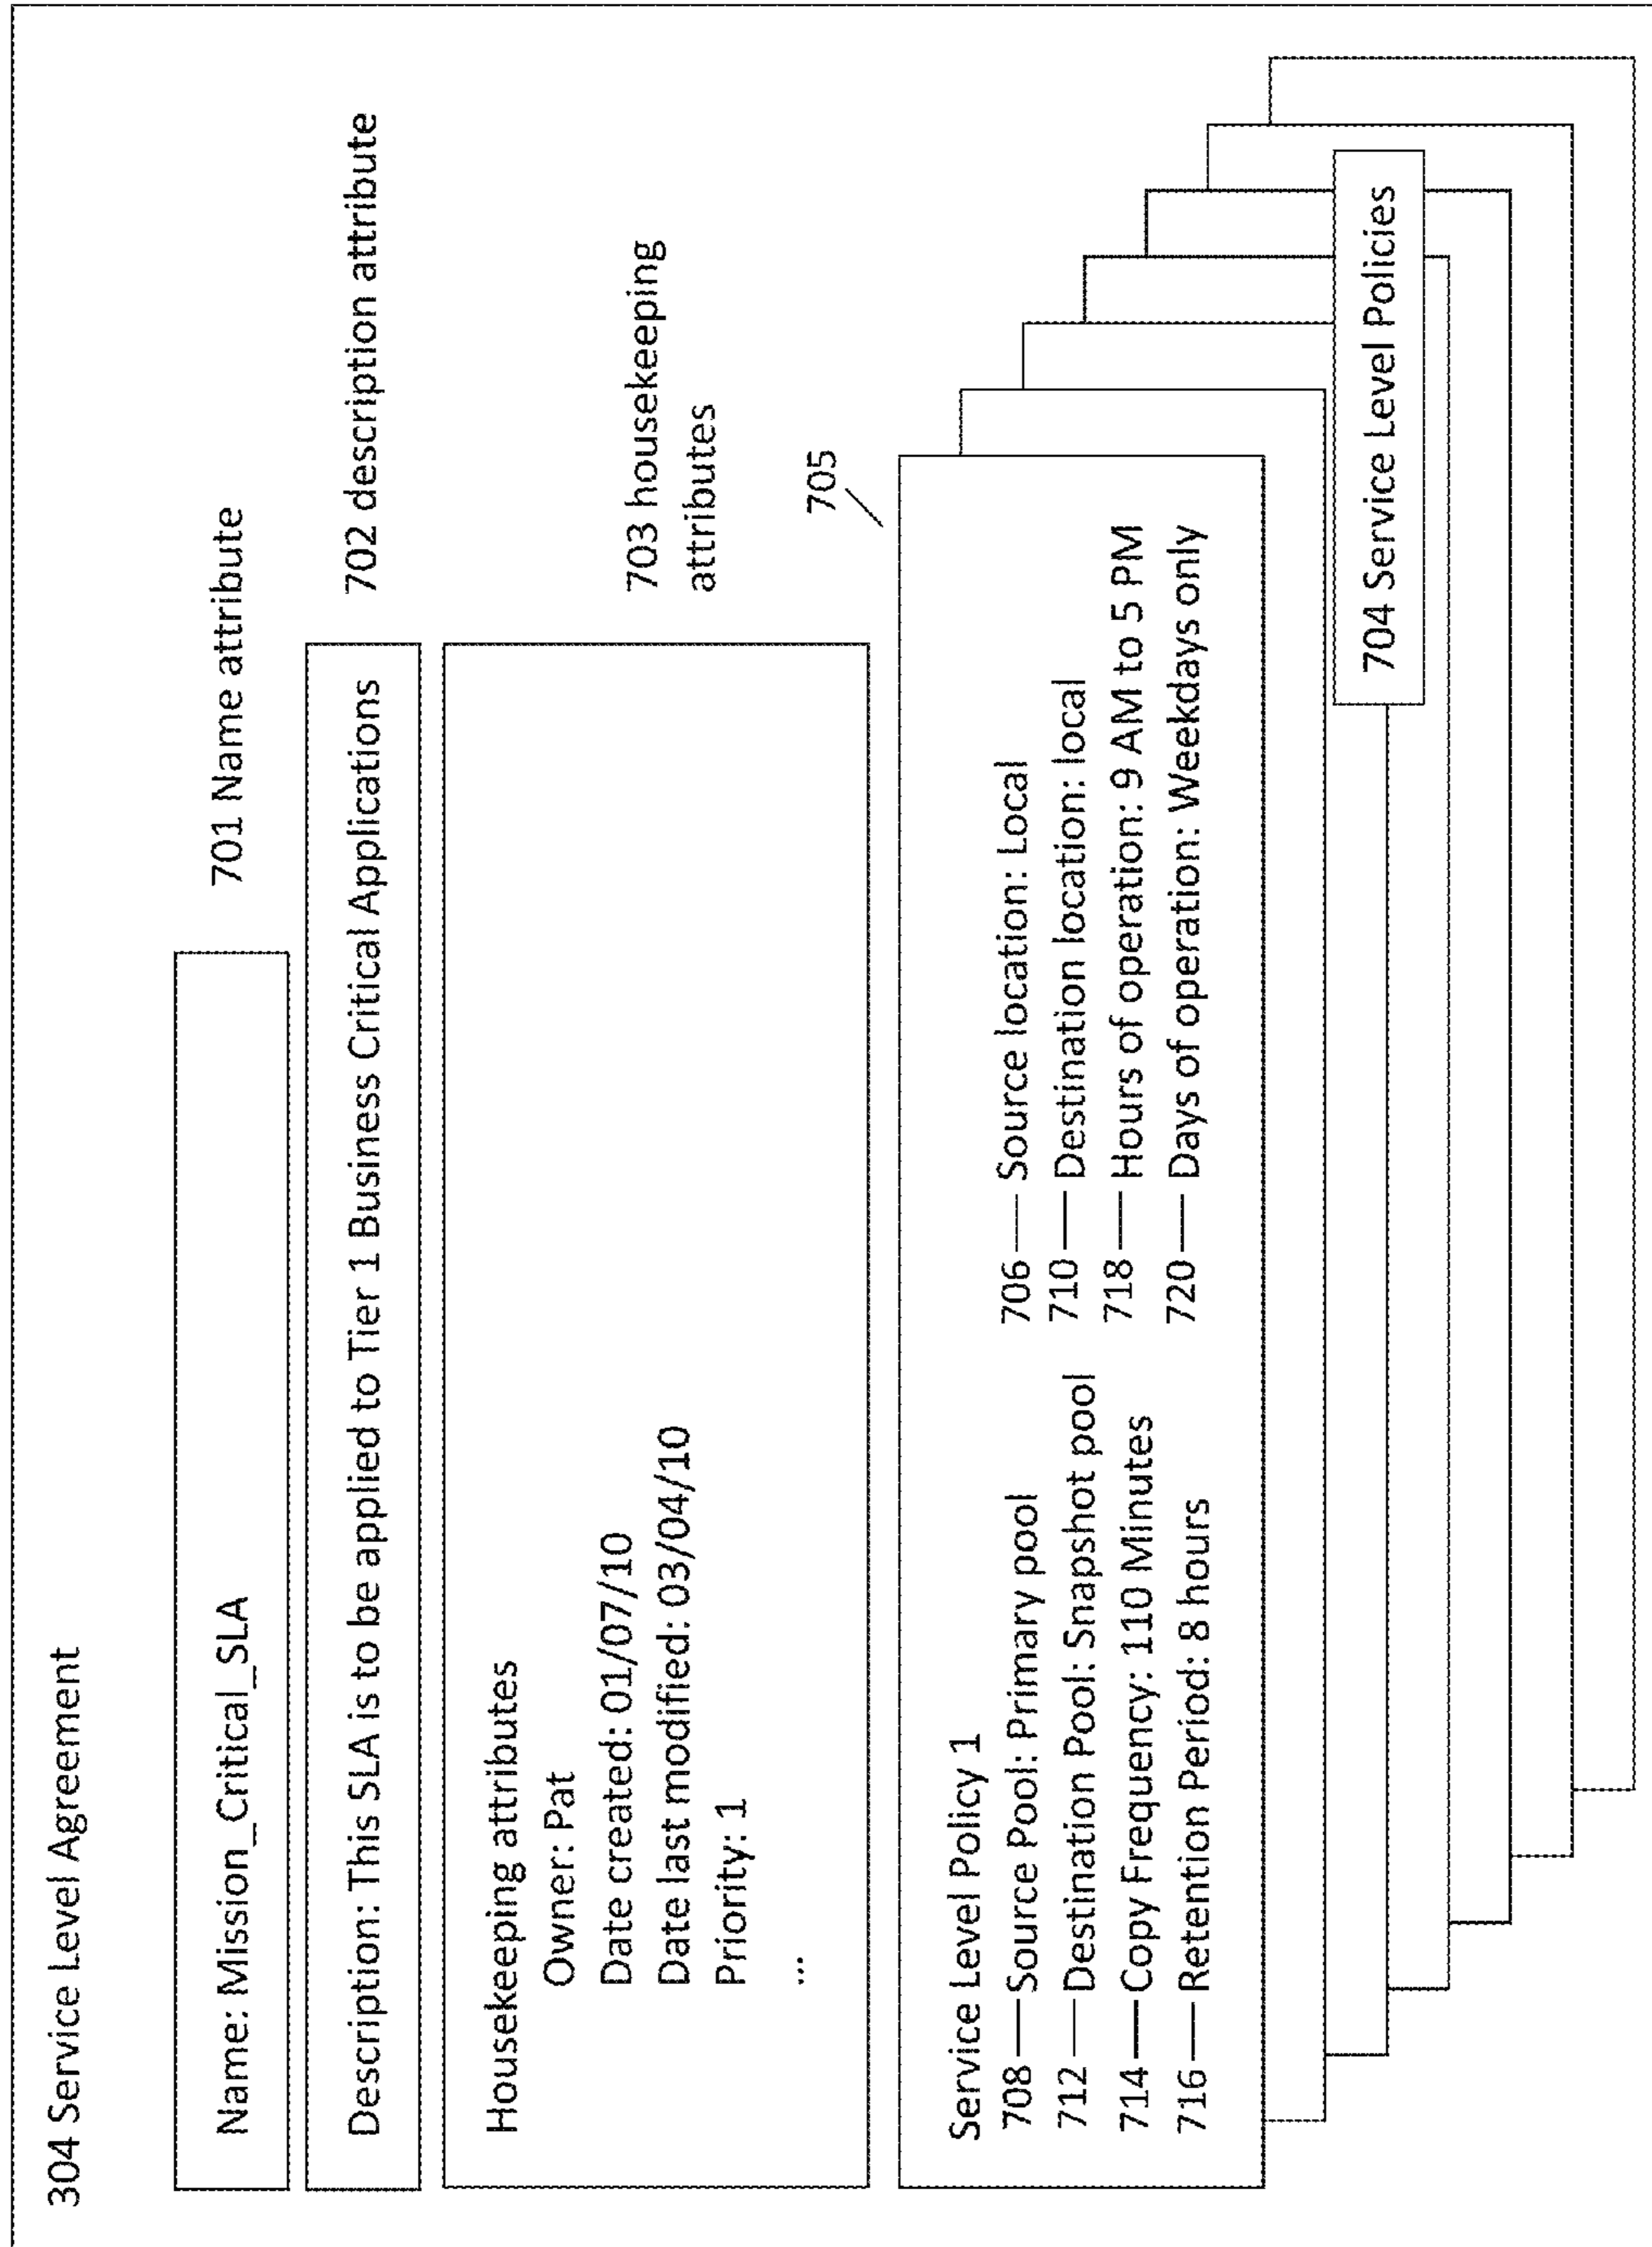 304 Service Level Agreement
Name: Mission_Critical_SLA
701 Name attribute
Description: This SLA is to be applied to Tier 1 Business Critical Applications
702 description attribute
Housekeeping attributes
Owner: Pat
Date created: 01/07/10
Date last modified: 03/04/10
Priority: 1
...
703 housekeeping
attributes
705
Service Level Policy 1
708 Source Pool: Primary pool
712 Destination Pool: Snapshot pool
714 Copy Frequency: 110 Minutes
716 Retention Period: 8 hours
706 Source location: Local
710 Destination location: local
718 Hours of operation: 9 AM to 5 PM
720 Days of operation: Weekdays only
704 Service Level Policies